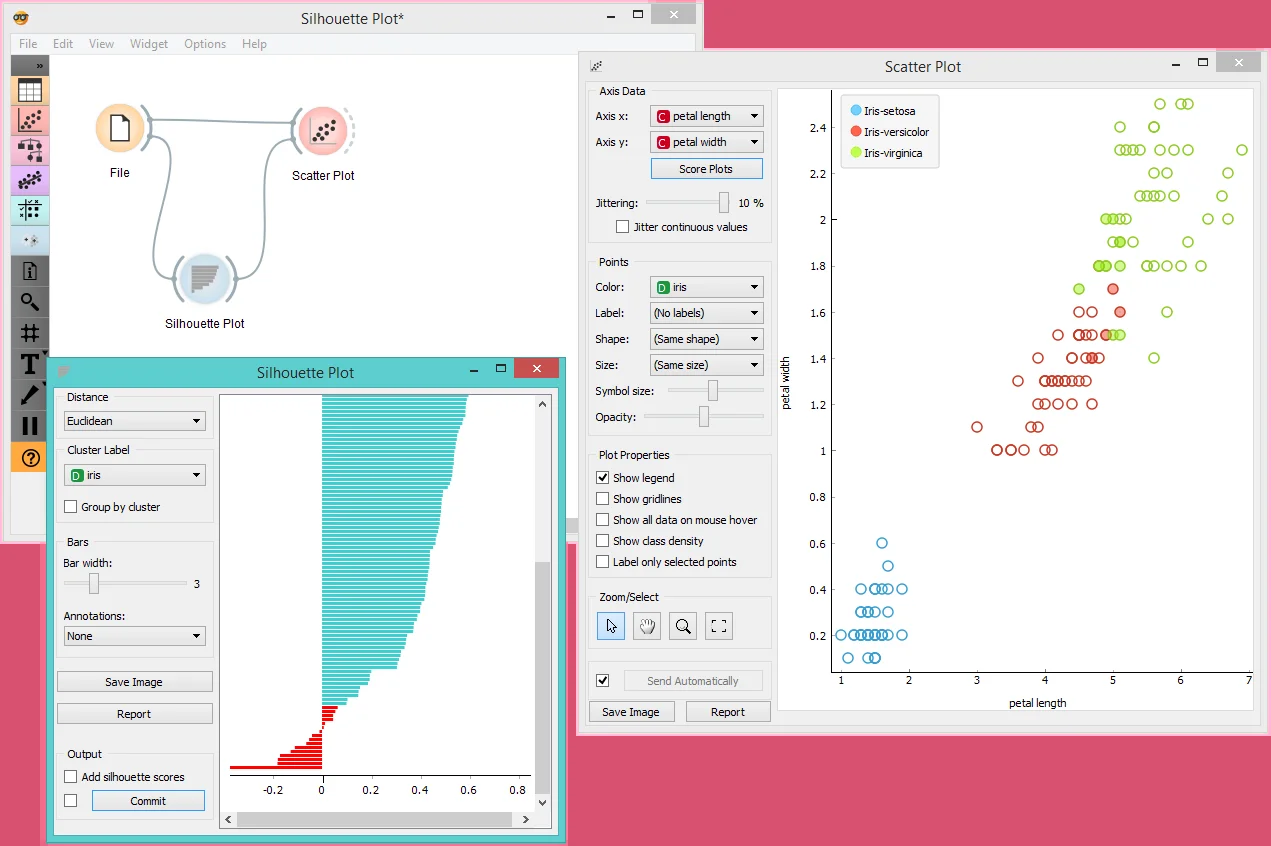 Silhouette Plot*
File Edit View Widget Options Help
»
File
Scatter Plot
Silhouette Plot
T
?
Silhouette Plot
Distance
Euclidean
Cluster Label
D iris
Group by cluster
Bars
Bar width:
3
Annotations:
None
Save Image
Report
Output
Add silhouette scores
Commit
-0.2 0 0.2 0.4 0.6 0.8
Scatter Plot
Axis Data
Axis x: C petal length
Axis y: C petal width
Score Plots
Jittering: 10 %
Jitter continuous values
Points
Color: D iris
Label: (No labels)
Shape: (Same shape)
Size: (Same size)
Symbol size:
Opacity:
Plot Properties
Show legend
Show gridlines
Show all data on mouse hover
Show class density
Label only selected points
Zoom/Select
Send Automatically
Save Image Report
Iris-setosa
Iris-versicolor
Iris-virginica
2.4
2.2
2
1.8
1.6
1.4
1.2
1
0.8
0.6
0.4
0.2
petal width
1 2 3 4 5 6 7
petal length